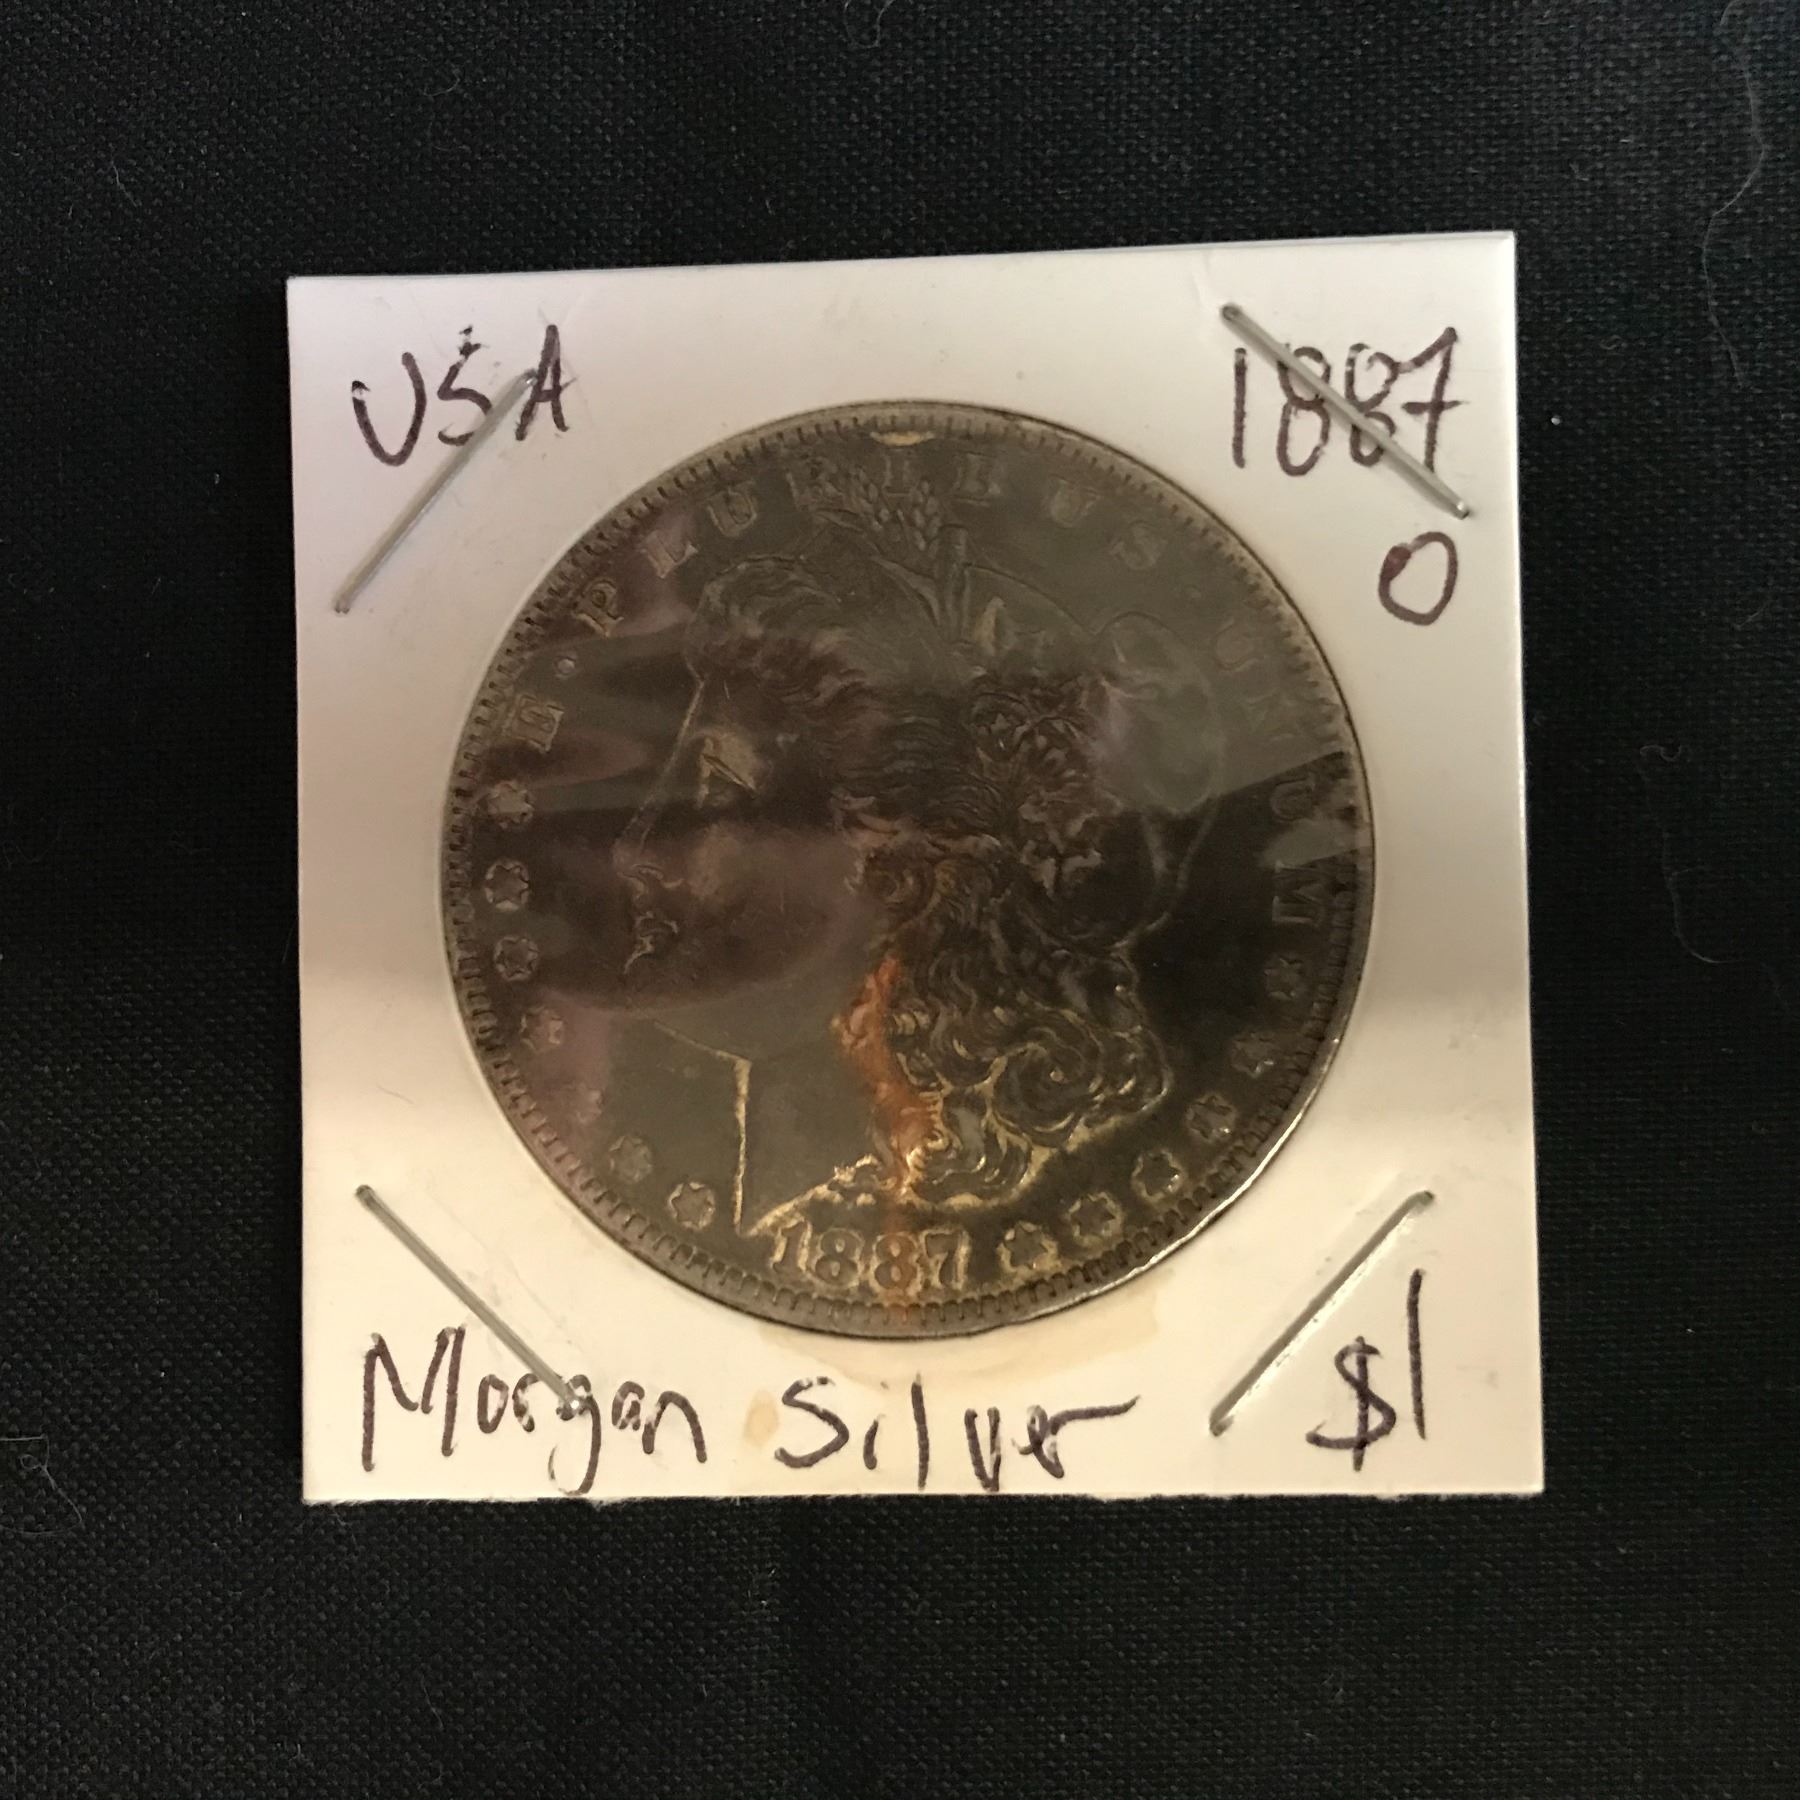 USA
1887
O
E · PLURIBUS · UNUM
1887
Morgan Silver $1